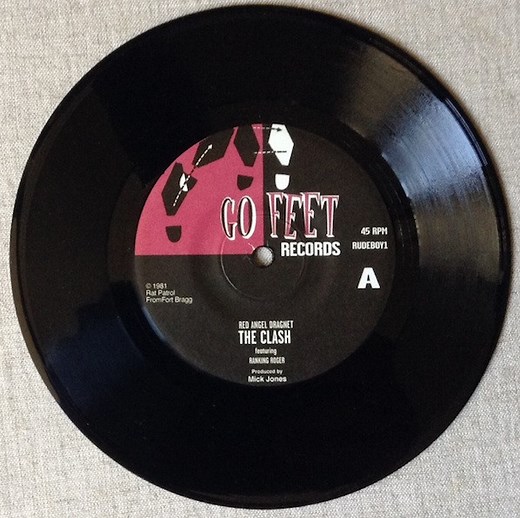 GO FEET
RECORDS
45 RPM
RUDEBOY1
A
© 1981
Rat Patrol
FromFort Bragg
RED ANGEL DRAGNET
THE CLASH
featuring
RANKING ROGER
Produced by
Mick Jones